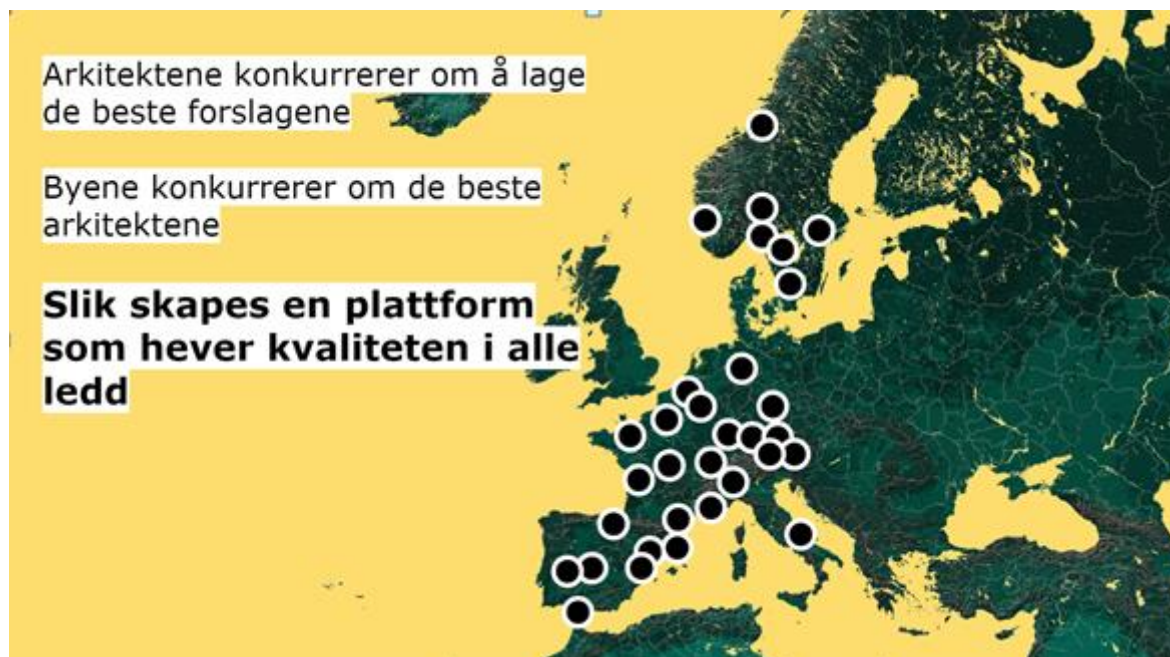 Arkitektene konkurrerer om å lage
de beste forslagene
Byene konkurrerer om de beste
arkitektene
Slik skapes en plattform
som hever kvaliteten i alle
ledd